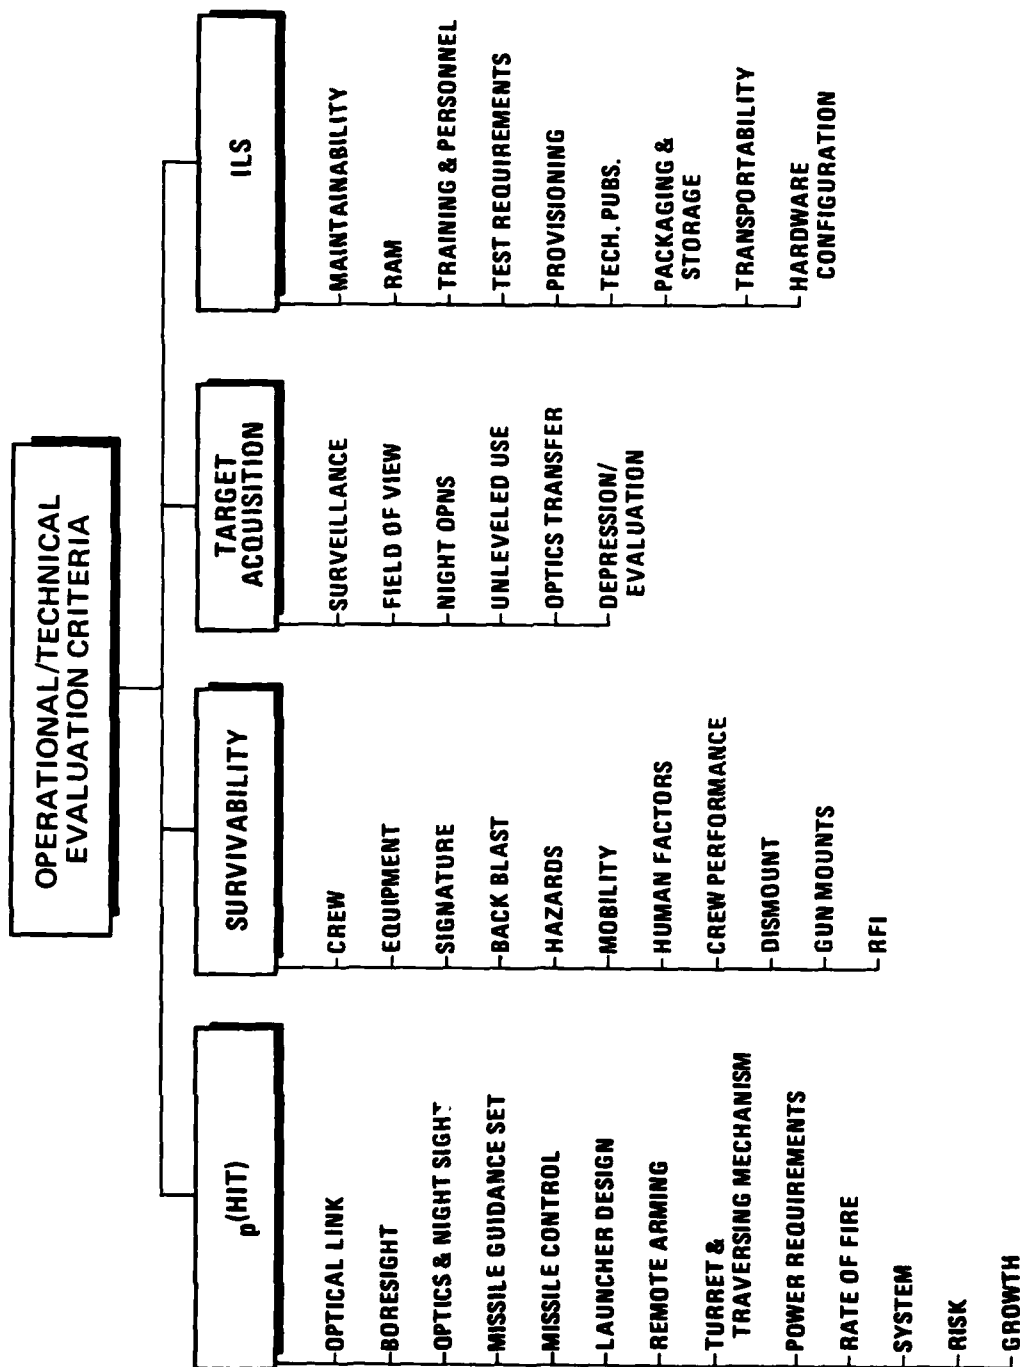 OPERATIONAL/TECHNICAL
EVALUATION CRITERIA
p(HIT)
OPTICAL LINK
BORESIGHT
OPTICS & NIGHT SIGHT
MISSILE GUIDANCE SET
MISSILE CONTROL
LAUNCHER DESIGN
REMOTE ARMING
TURRET &
TRAVERSING MECHANISM
POWER REQUIREMENTS
RATE OF FIRE
SYSTEM
RISK
GROWTH
SURVIVABILITY
CREW
EQUIPMENT
SIGNATURE
BACK BLAST
HAZARDS
MOBILITY
HUMAN FACTORS
CREW PERFORMANCE
DISMOUNT
GUN MOUNTS
RFI
TARGET
ACQUISITION
SURVEILLANCE
FIELD OF VIEW
NIGHT OPNS
UNLEVELED USE
OPTICS TRANSFER
DEPRESSION/
EVALUATION
ILS
MAINTAINABILITY
RAM
TRAINING & PERSONNEL
TEST REQUIREMENTS
PROVISIONING
TECH. PUBS.
PACKAGING &
STORAGE
TRANSPORTABILITY
HARDWARE
CONFIGURATION